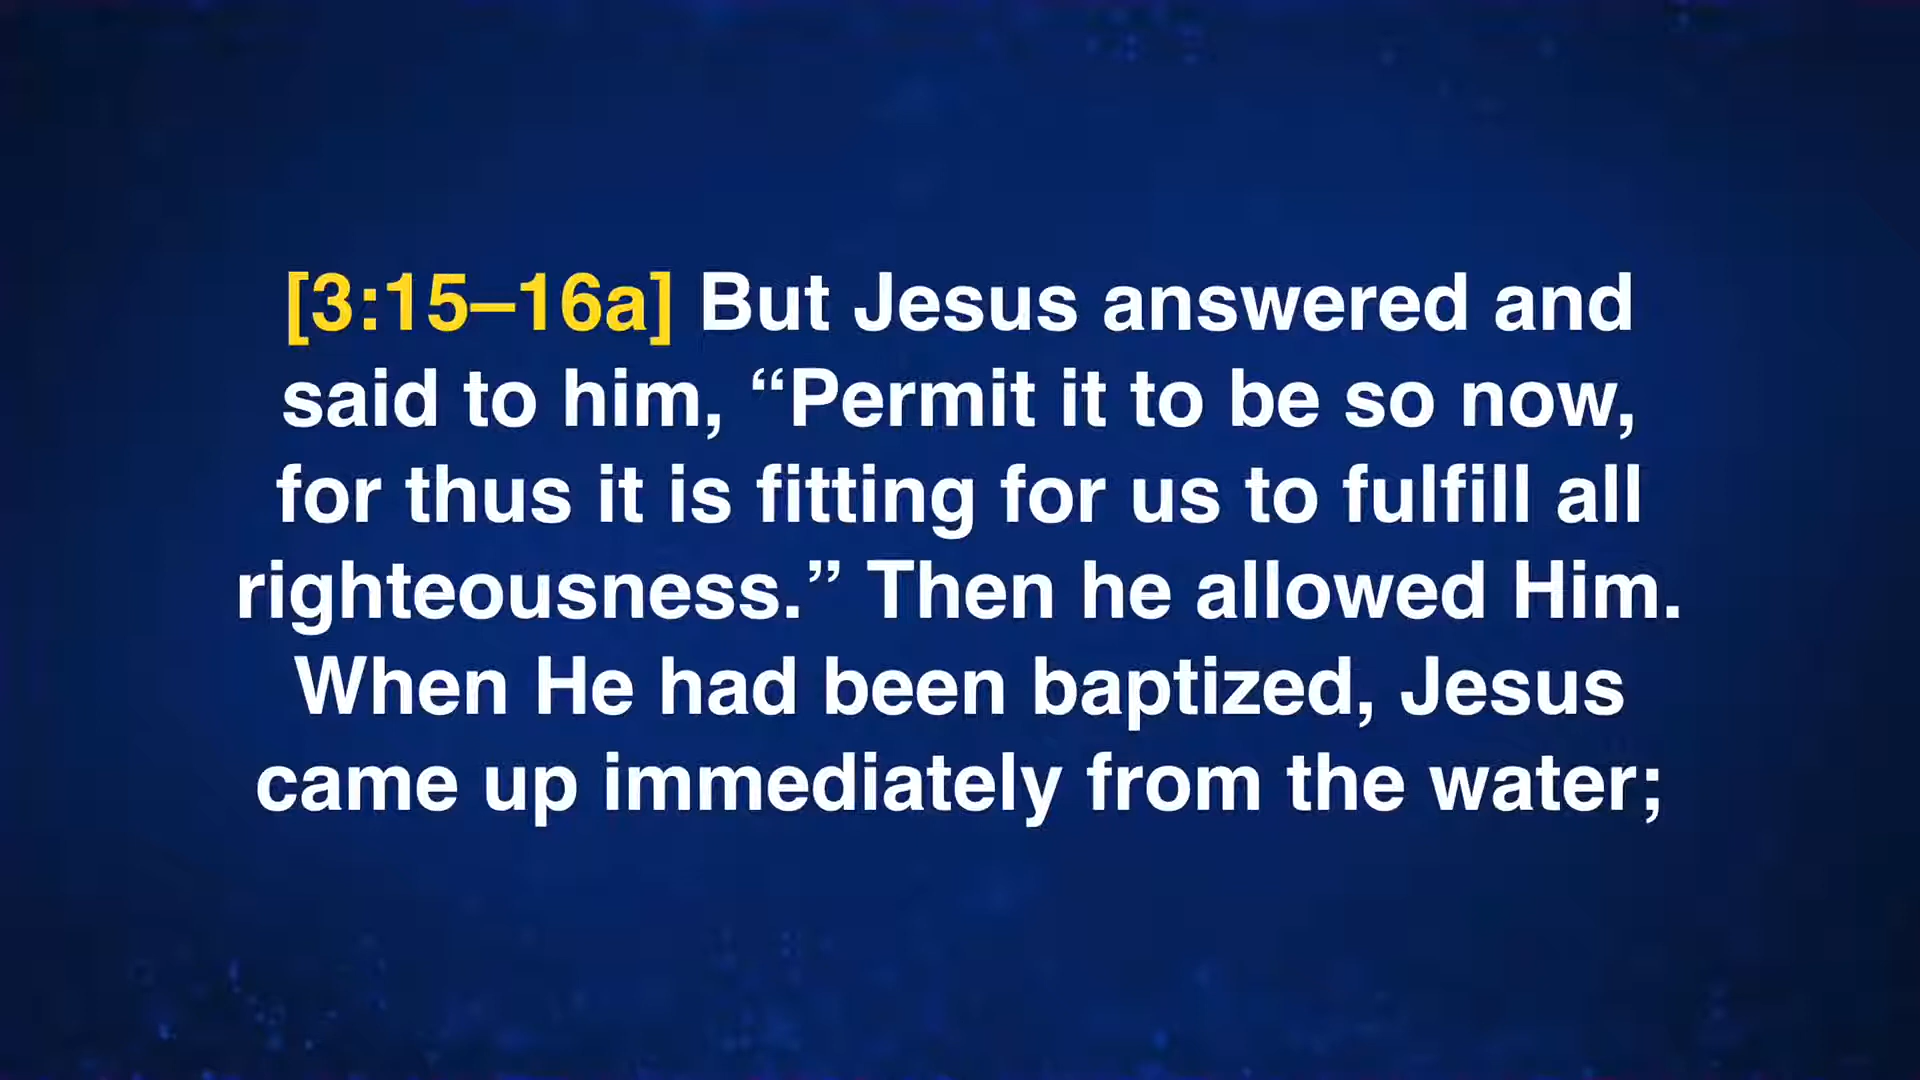 [3:15–16a] But Jesus answered and
said to him, “Permit it to be so now,
for thus it is fitting for us to fulfill all
righteousness.” Then he allowed Him.
When He had been baptized, Jesus
came up immediately from the water;